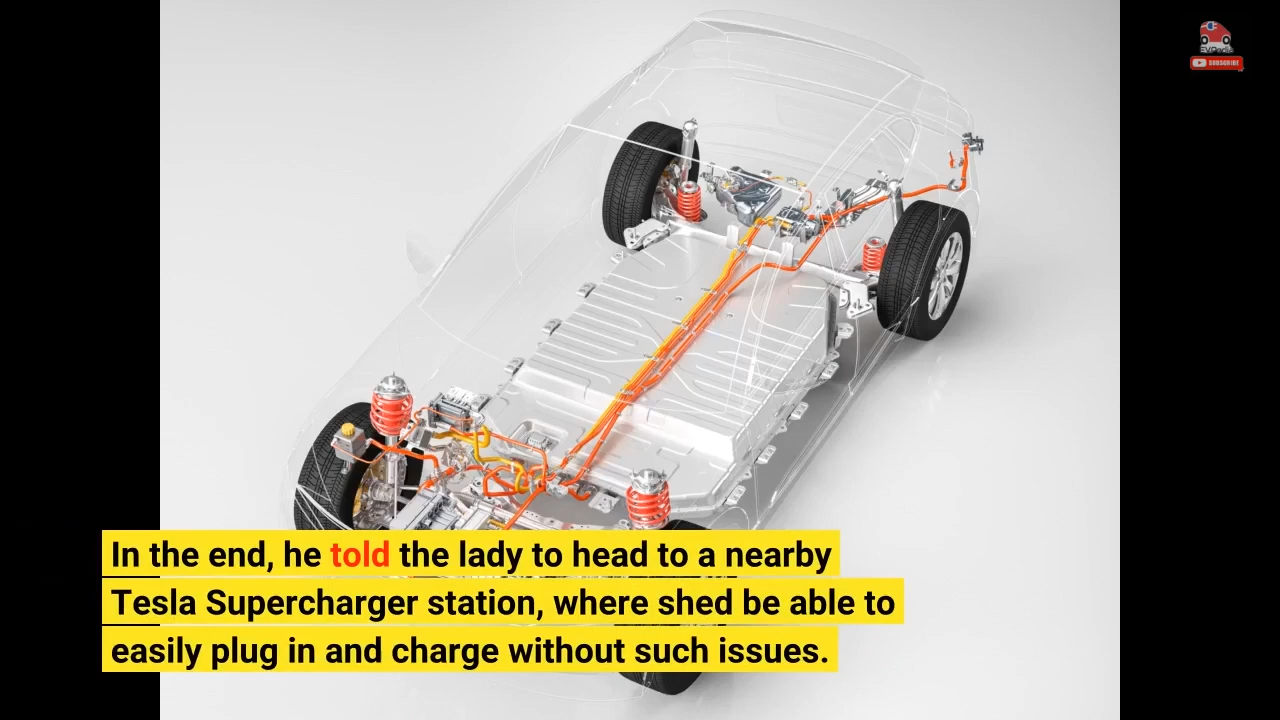 EVPedia
SUBSCRIBE
In the end, he told the lady to head to a nearby
Tesla Supercharger station, where shed be able to
easily plug in and charge without such issues.